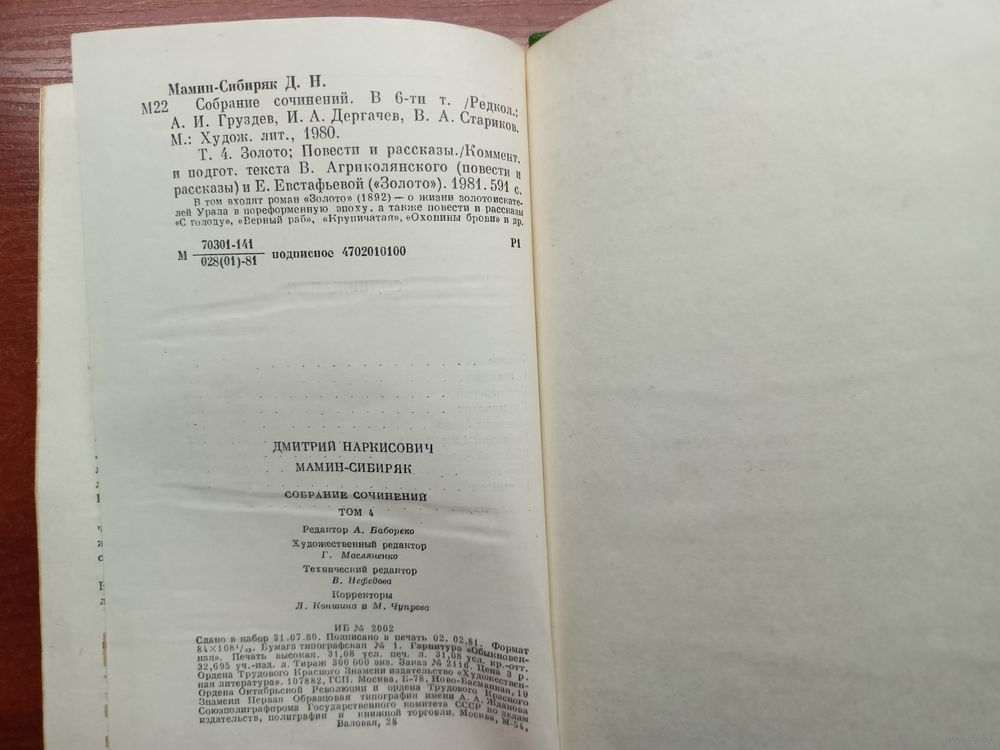 Мамин-Сибиряк Д. Н.
М22 Собрание сочинений. В 6-ти т. /Редкол.:
А. И. Груздев, И. А. Дергачев, В. А. Стариков.
М.: Худож. лит., 1980.
Т. 4. Золото; Повести и рассказы./Коммент.
и подгот. текста В. Агриколянского (повести и
рассказы) и Е. Евстафьевой («Золото»). 1981. 591 с.
В том входят роман «Золото» (1892) — о жизни золотоискате-
лей Урала в пореформенную эпоху, а также повести и рассказы
«С голоду», «Верный раб», «Крупичатая», «Охонины брови» и др.
М 70301-141 подписное 4702010100 Р1
028(01)-81
ДМИТРИЙ НАРКИСОВИЧ
МАМИН-СИБИРЯК
СОБРАНИЕ СОЧИНЕНИЙ
ТОМ 4
Редактор А. Бабореко
Художественный редактор
Г. Масляненко
Технический редактор
В. Нефедова
Корректоры
Л. Коншина и М. Чупрова
ИБ № 2002
Сдано в набор 31.07.80. Подписано в печать 02. 02.81. Формат
84×108¹/₃₂. Бумага типографская № 1. Гарнитура «Обыкновен-
ная». Печать высокая. 31,08 усл. печ. л. 31,08 усл. кр.-отт.
32,695 уч.-изд. л. Тираж 300 000 экз. Заказ № 2116. Цена 3 р.
Ордена Трудового Красного Знамени издательство «Художествен-
ная литература». 107882, ГСП. Москва, Б-78, Ново-Басманная, 19
Ордена Октябрьской Революции и ордена Трудового Красного
Знамени Первая Образцовая типография имени А. А. Жданова
Союзполиграфпрома Государственного комитета СССР по делам
издательств, полиграфии и книжной торговли. Москва, М-54,
Валовая, 28